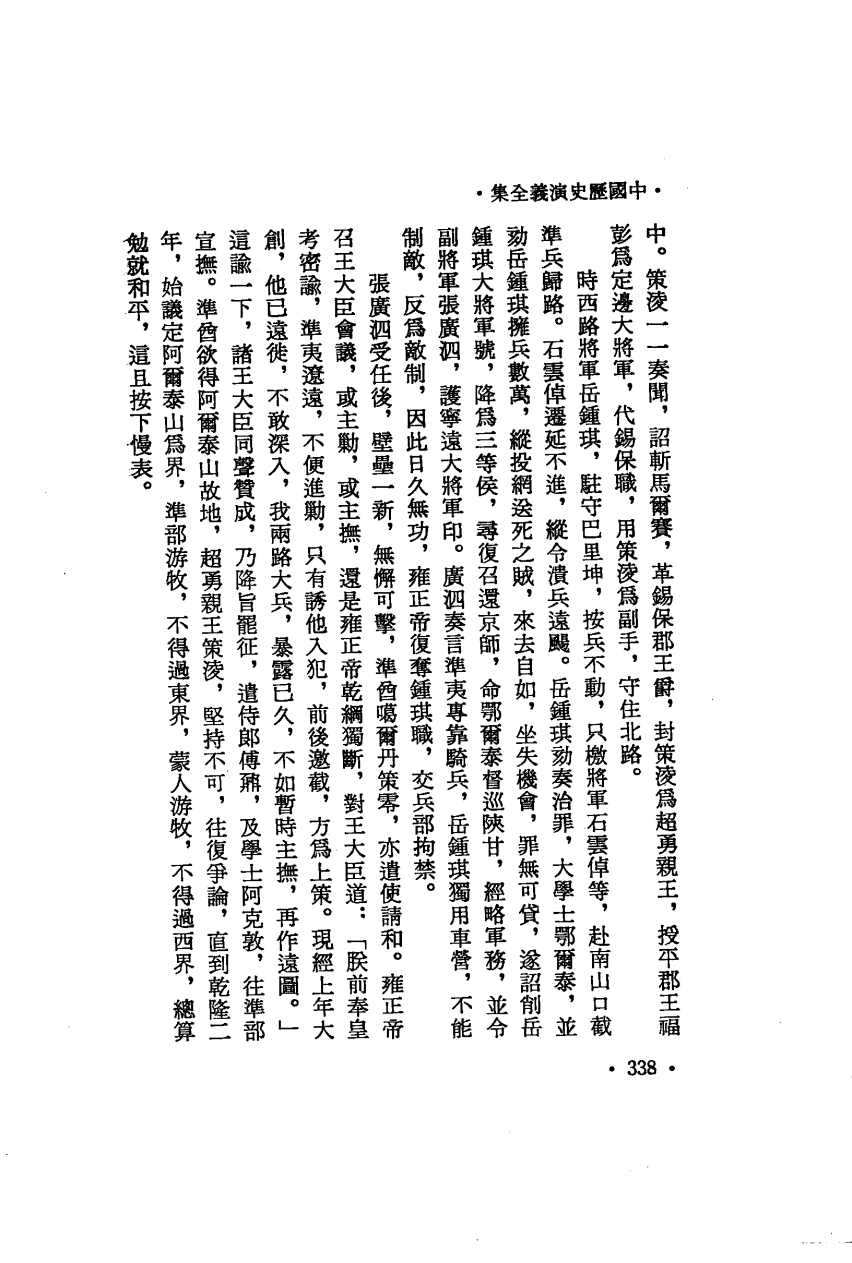 ·中國歷史演義全集·
中。策淩一一奏聞，詔斬馬爾賽，革錫保郡王爵，封策淩爲超勇親王，授平郡王福
彭爲定邊大將軍，代錫保職，用策淩爲副手，守住北路。
時西路將軍岳鍾琪，駐守巴里坤，按兵不動，只檄將軍石雲倬等，赴南山口截
準兵歸路。石雲倬遷延不進，縱令潰兵遠颺。岳鍾琪劾奏治罪，大學士鄂爾泰，並
劾岳鍾琪擁兵數萬，縱投網送死之賊，來去自如，坐失機會，罪無可貸，遂詔削岳
鍾琪大將軍號，降爲三等侯，尋復召還京師，命鄂爾泰督巡陝甘，經略軍務，並令
副將軍張廣泗，護寧遠大將軍印。廣泗奏言準夷專靠騎兵，岳鍾琪獨用車營，不能
制敵，反爲敵制，因此日久無功，雍正帝復奪鍾琪職，交兵部拘禁。
張廣泗受任後，壁壘一新，無懈可擊，準酋噶爾丹策零，亦遣使請和。雍正帝
召王大臣會議，或主勦，或主撫，還是雍正帝乾綱獨斷，對王大臣道：「朕前奉皇
考密諭，準夷遼遠，不便進勦，只有誘他入犯，前後邀截，方爲上策。現經上年大
創，他已遠徙，不敢深入，我兩路大兵，暴露已久，不如暫時主撫，再作遠圖。」
這諭一下，諸王大臣同聲贊成，乃降旨罷征，遣侍郎傅鼐，及學士阿克敦，往準部
宣撫。準酋欲得阿爾泰山故地，超勇親王策淩，堅持不可，往復爭論，直到乾隆二
年，始議定阿爾泰山爲界，準部游牧，不得過東界，蒙人游牧，不得過西界，總算
勉就和平，這且按下慢表。
· 338 ·